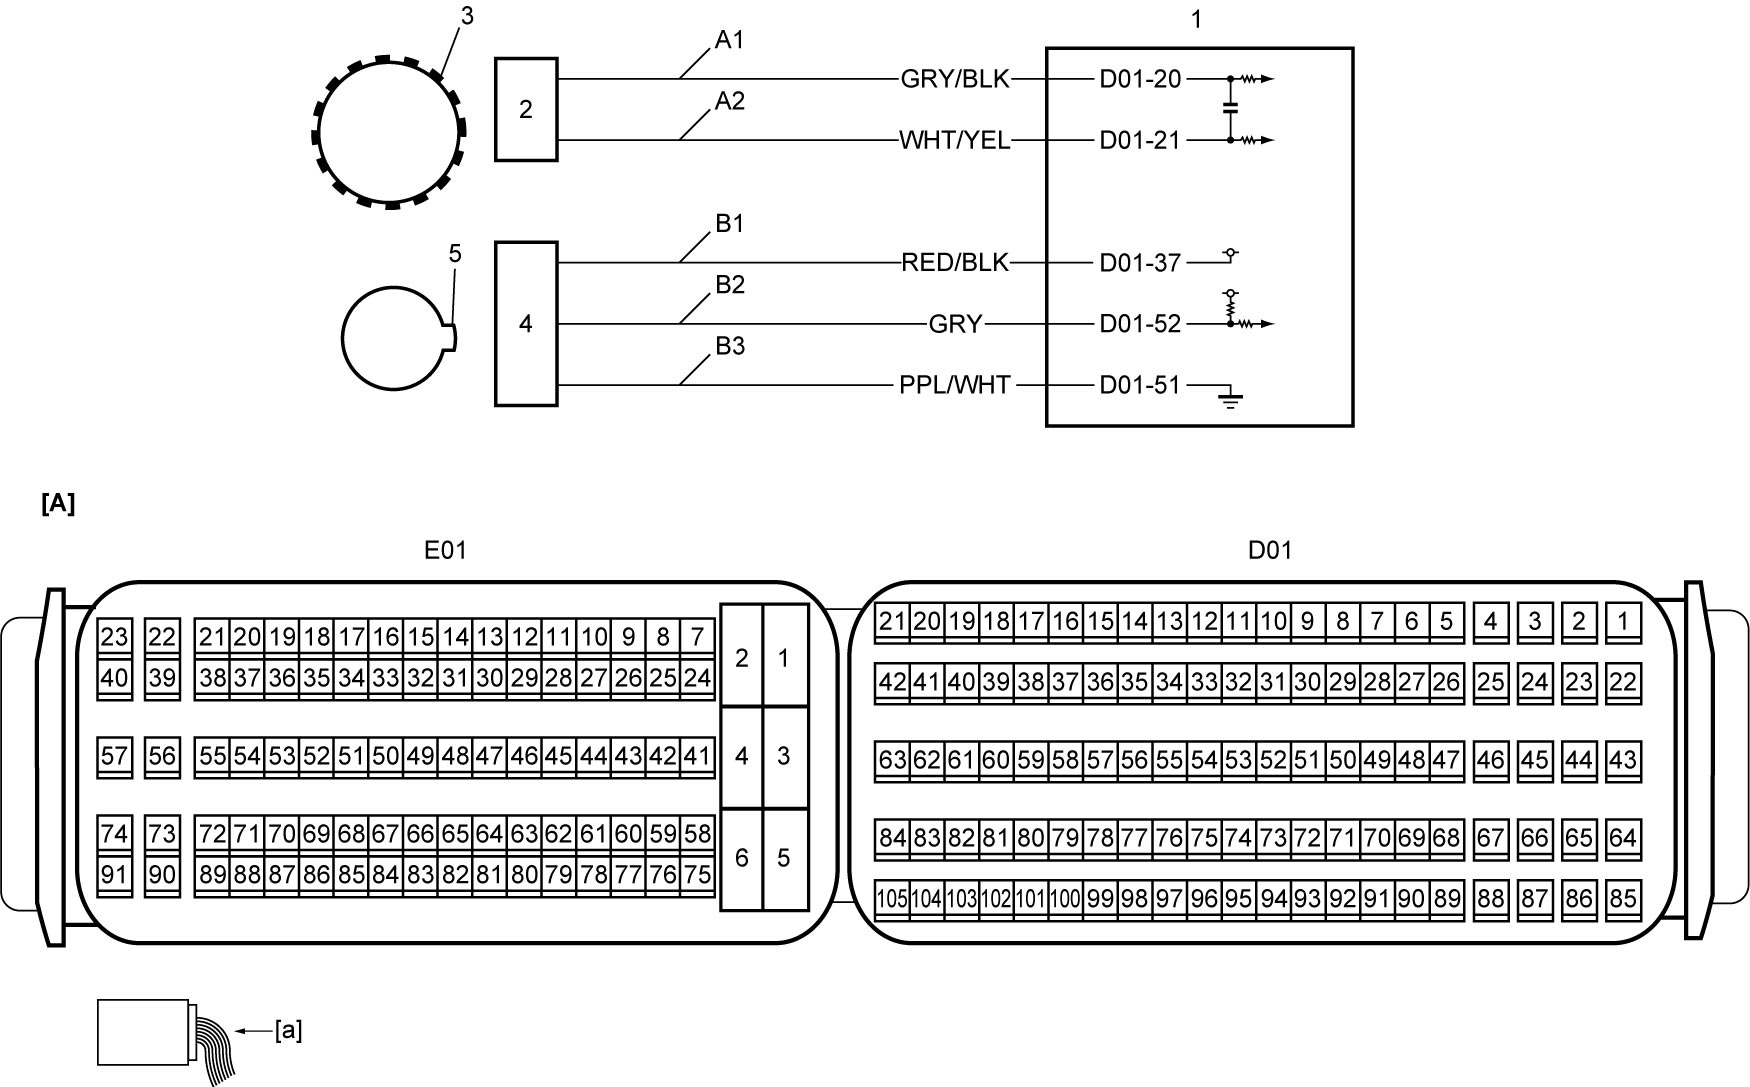 3
1
A1
GRY/BLK D01-20
2
A2
WHT/YEL D01-21
B1
5
RED/BLK D01-37
B2
4
GRY D01-52
B3
PPL/WHT D01-51
[A]
E01 D01
23 22 21 20 19 18 17 16 15 14 13 12 11 10 9 8 7
40 39 38 37 36 35 34 33 32 31 30 29 28 27 26 25 24
2 1
57 56 55 54 53 52 51 50 49 48 47 46 45 44 43 42 41
4 3
74 73 72 71 70 69 68 67 66 65 64 63 62 61 60 59 58
91 90 89 88 87 86 85 84 83 82 81 80 79 78 77 76 75
6 5
21 20 19 18 17 16 15 14 13 12 11 10 9 8 7 6 5 4 3 2 1
42 41 40 39 38 37 36 35 34 33 32 31 30 29 28 27 26 25 24 23 22
63 62 61 60 59 58 57 56 55 54 53 52 51 50 49 48 47 46 45 44 43
84 83 82 81 80 79 78 77 76 75 74 73 72 71 70 69 68 67 66 65 64
105 104 103 102 101 100 99 98 97 96 95 94 93 92 91 90 89 88 87 86 85
[a]